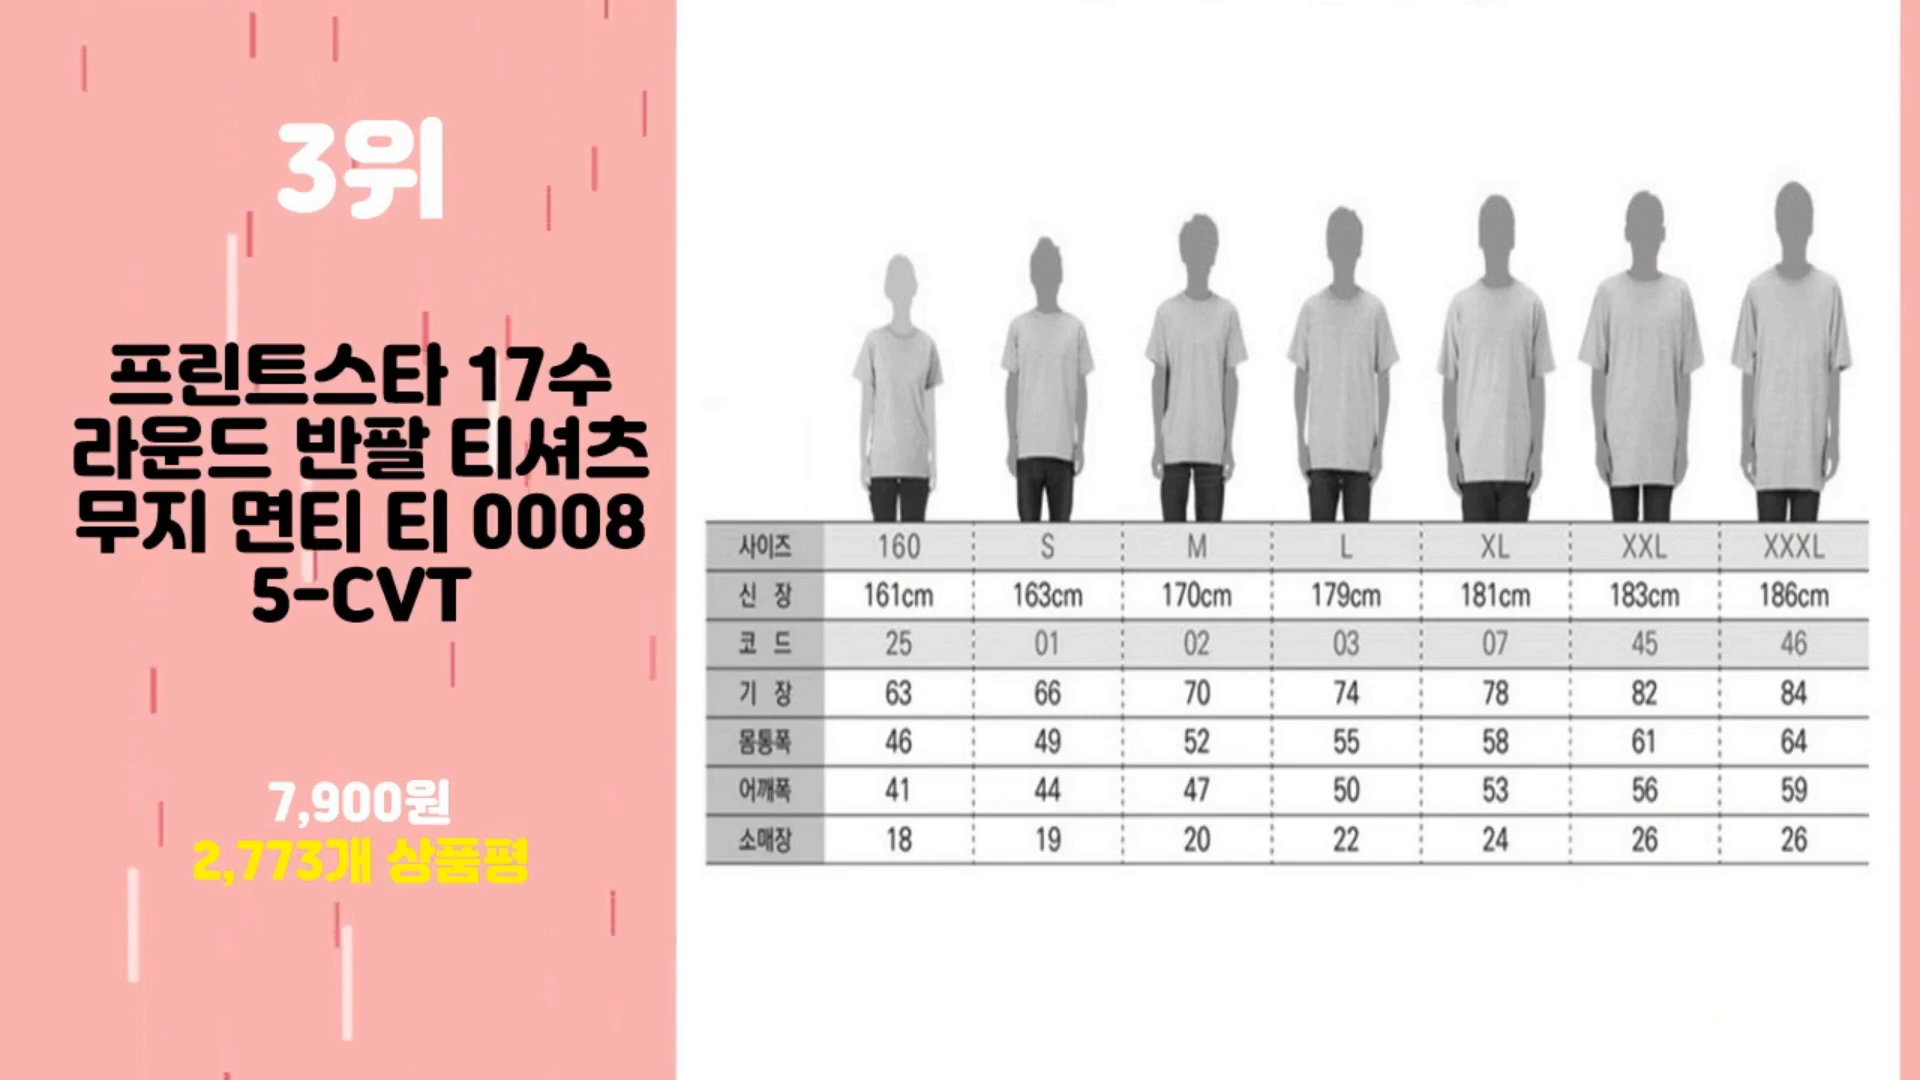 3위
프린트스타 17수
라운드 반팔 티셔츠
무지 면티 티 0008
5-CVT
7,900원
2,773개 상품평
사이즈 160 S M L XL XXL XXXL
신 장 161cm 163cm 170cm 179cm 181cm 183cm 186cm
코 드 25 01 02 03 07 45 46
기 장 63 66 70 74 78 82 84
몸통폭 46 49 52 55 58 61 64
어깨폭 41 44 47 50 53 56 59
소매장 18 19 20 22 24 26 26